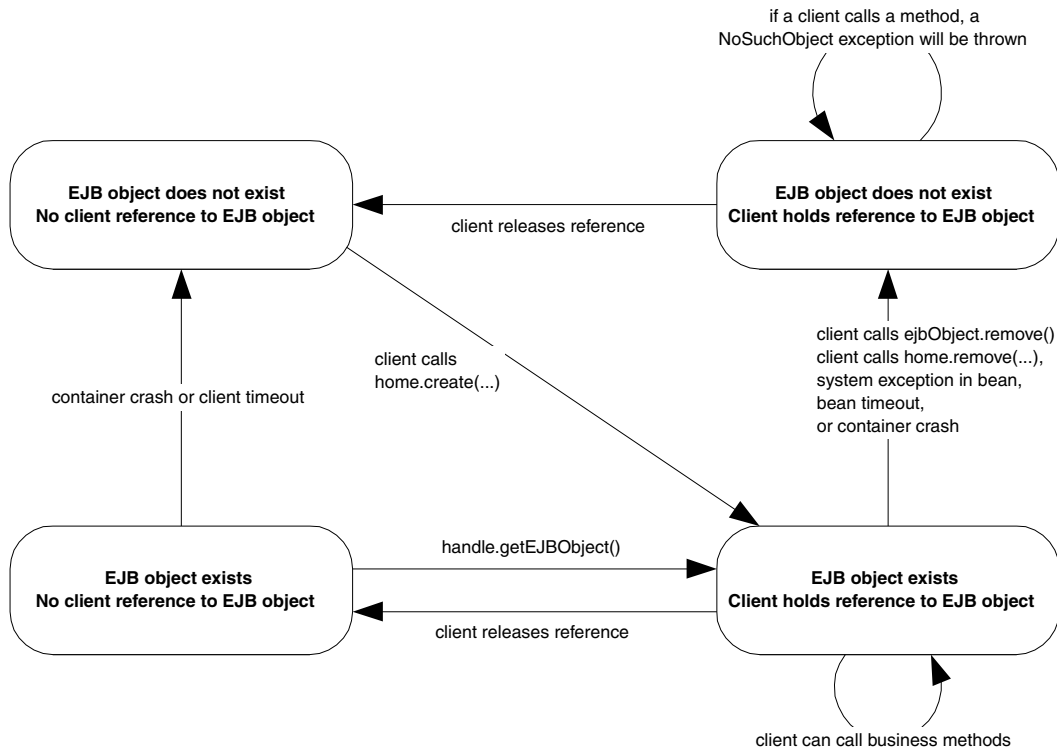 if a client calls a method, a
NoSuchObject exception will be thrown
EJB object does not exist
No client reference to EJB object
EJB object does not exist
Client holds reference to EJB object
client releases reference
client calls
home.create(...)
client calls ejbObject.remove()
client calls home.remove(...),
system exception in bean,
bean timeout,
or container crash
container crash or client timeout
handle.getEJBObject()
EJB object exists
No client reference to EJB object
EJB object exists
Client holds reference to EJB object
client releases reference
client can call business methods